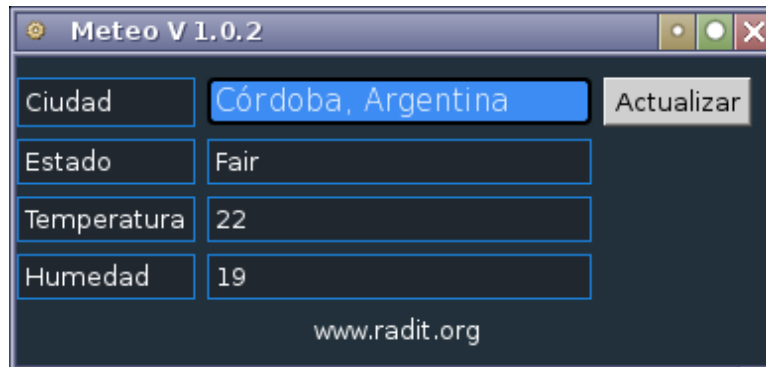 Meteo V 1.0.2
Ciudad Córdoba, Argentina Actualizar
Estado Fair
Temperatura 22
Humedad 19
www.radit.org